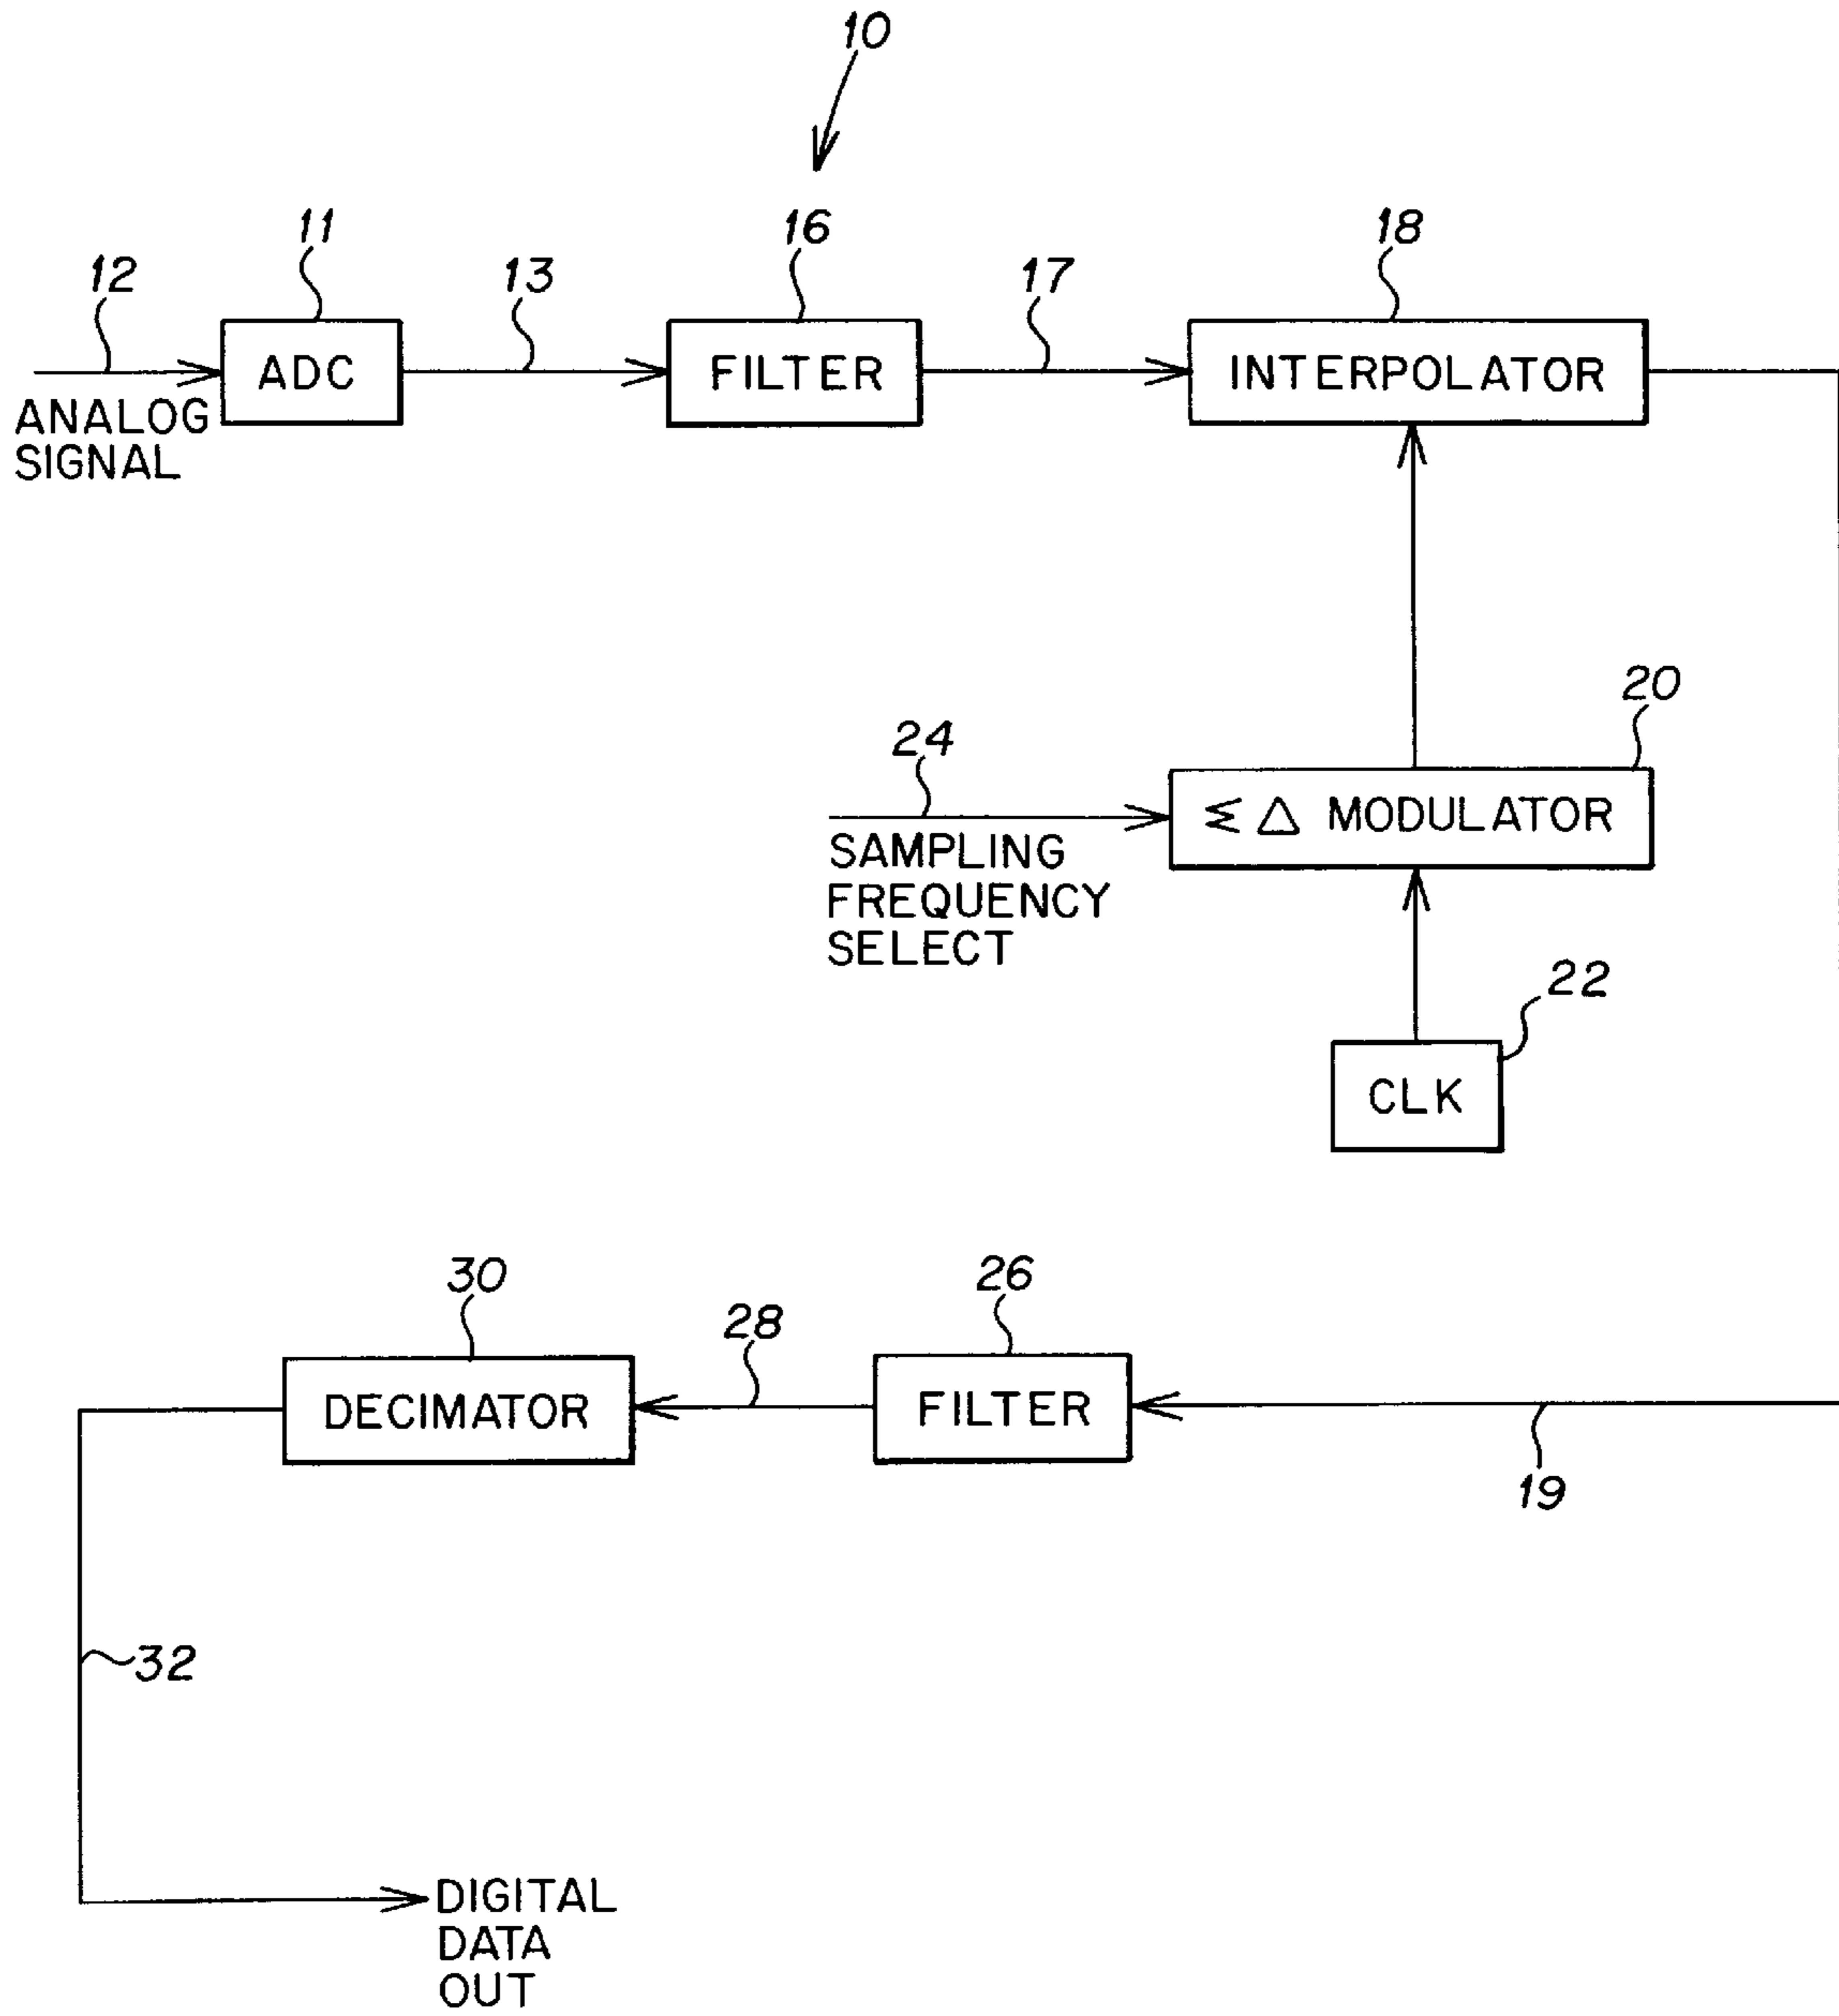 10
11
16
18
12
13
17
ADC
FILTER
INTERPOLATOR
ANALOG
SIGNAL
20
24
ΣΔ MODULATOR
SAMPLING
FREQUENCY
SELECT
22
CLK
30
26
28
DECIMATOR
FILTER
19
32
DIGITAL
DATA
OUT